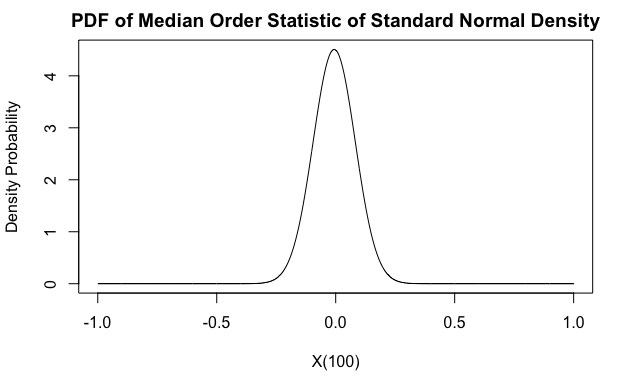 PDF of Median Order Statistic of Standard Normal Density
Density Probability
4
3
2
1
0
-1.0 -0.5 0.0 0.5 1.0
X(100)